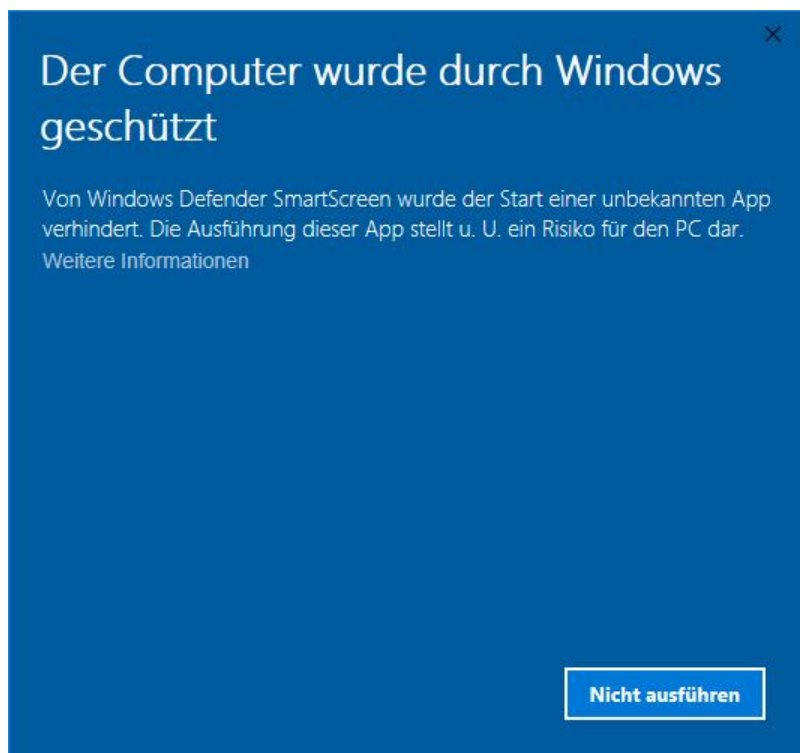 Der Computer wurde durch Windows
geschützt
Von Windows Defender SmartScreen wurde der Start einer unbekannten App
verhindert. Die Ausführung dieser App stellt u. U. ein Risiko für den PC dar.
Weitere Informationen
Nicht ausführen